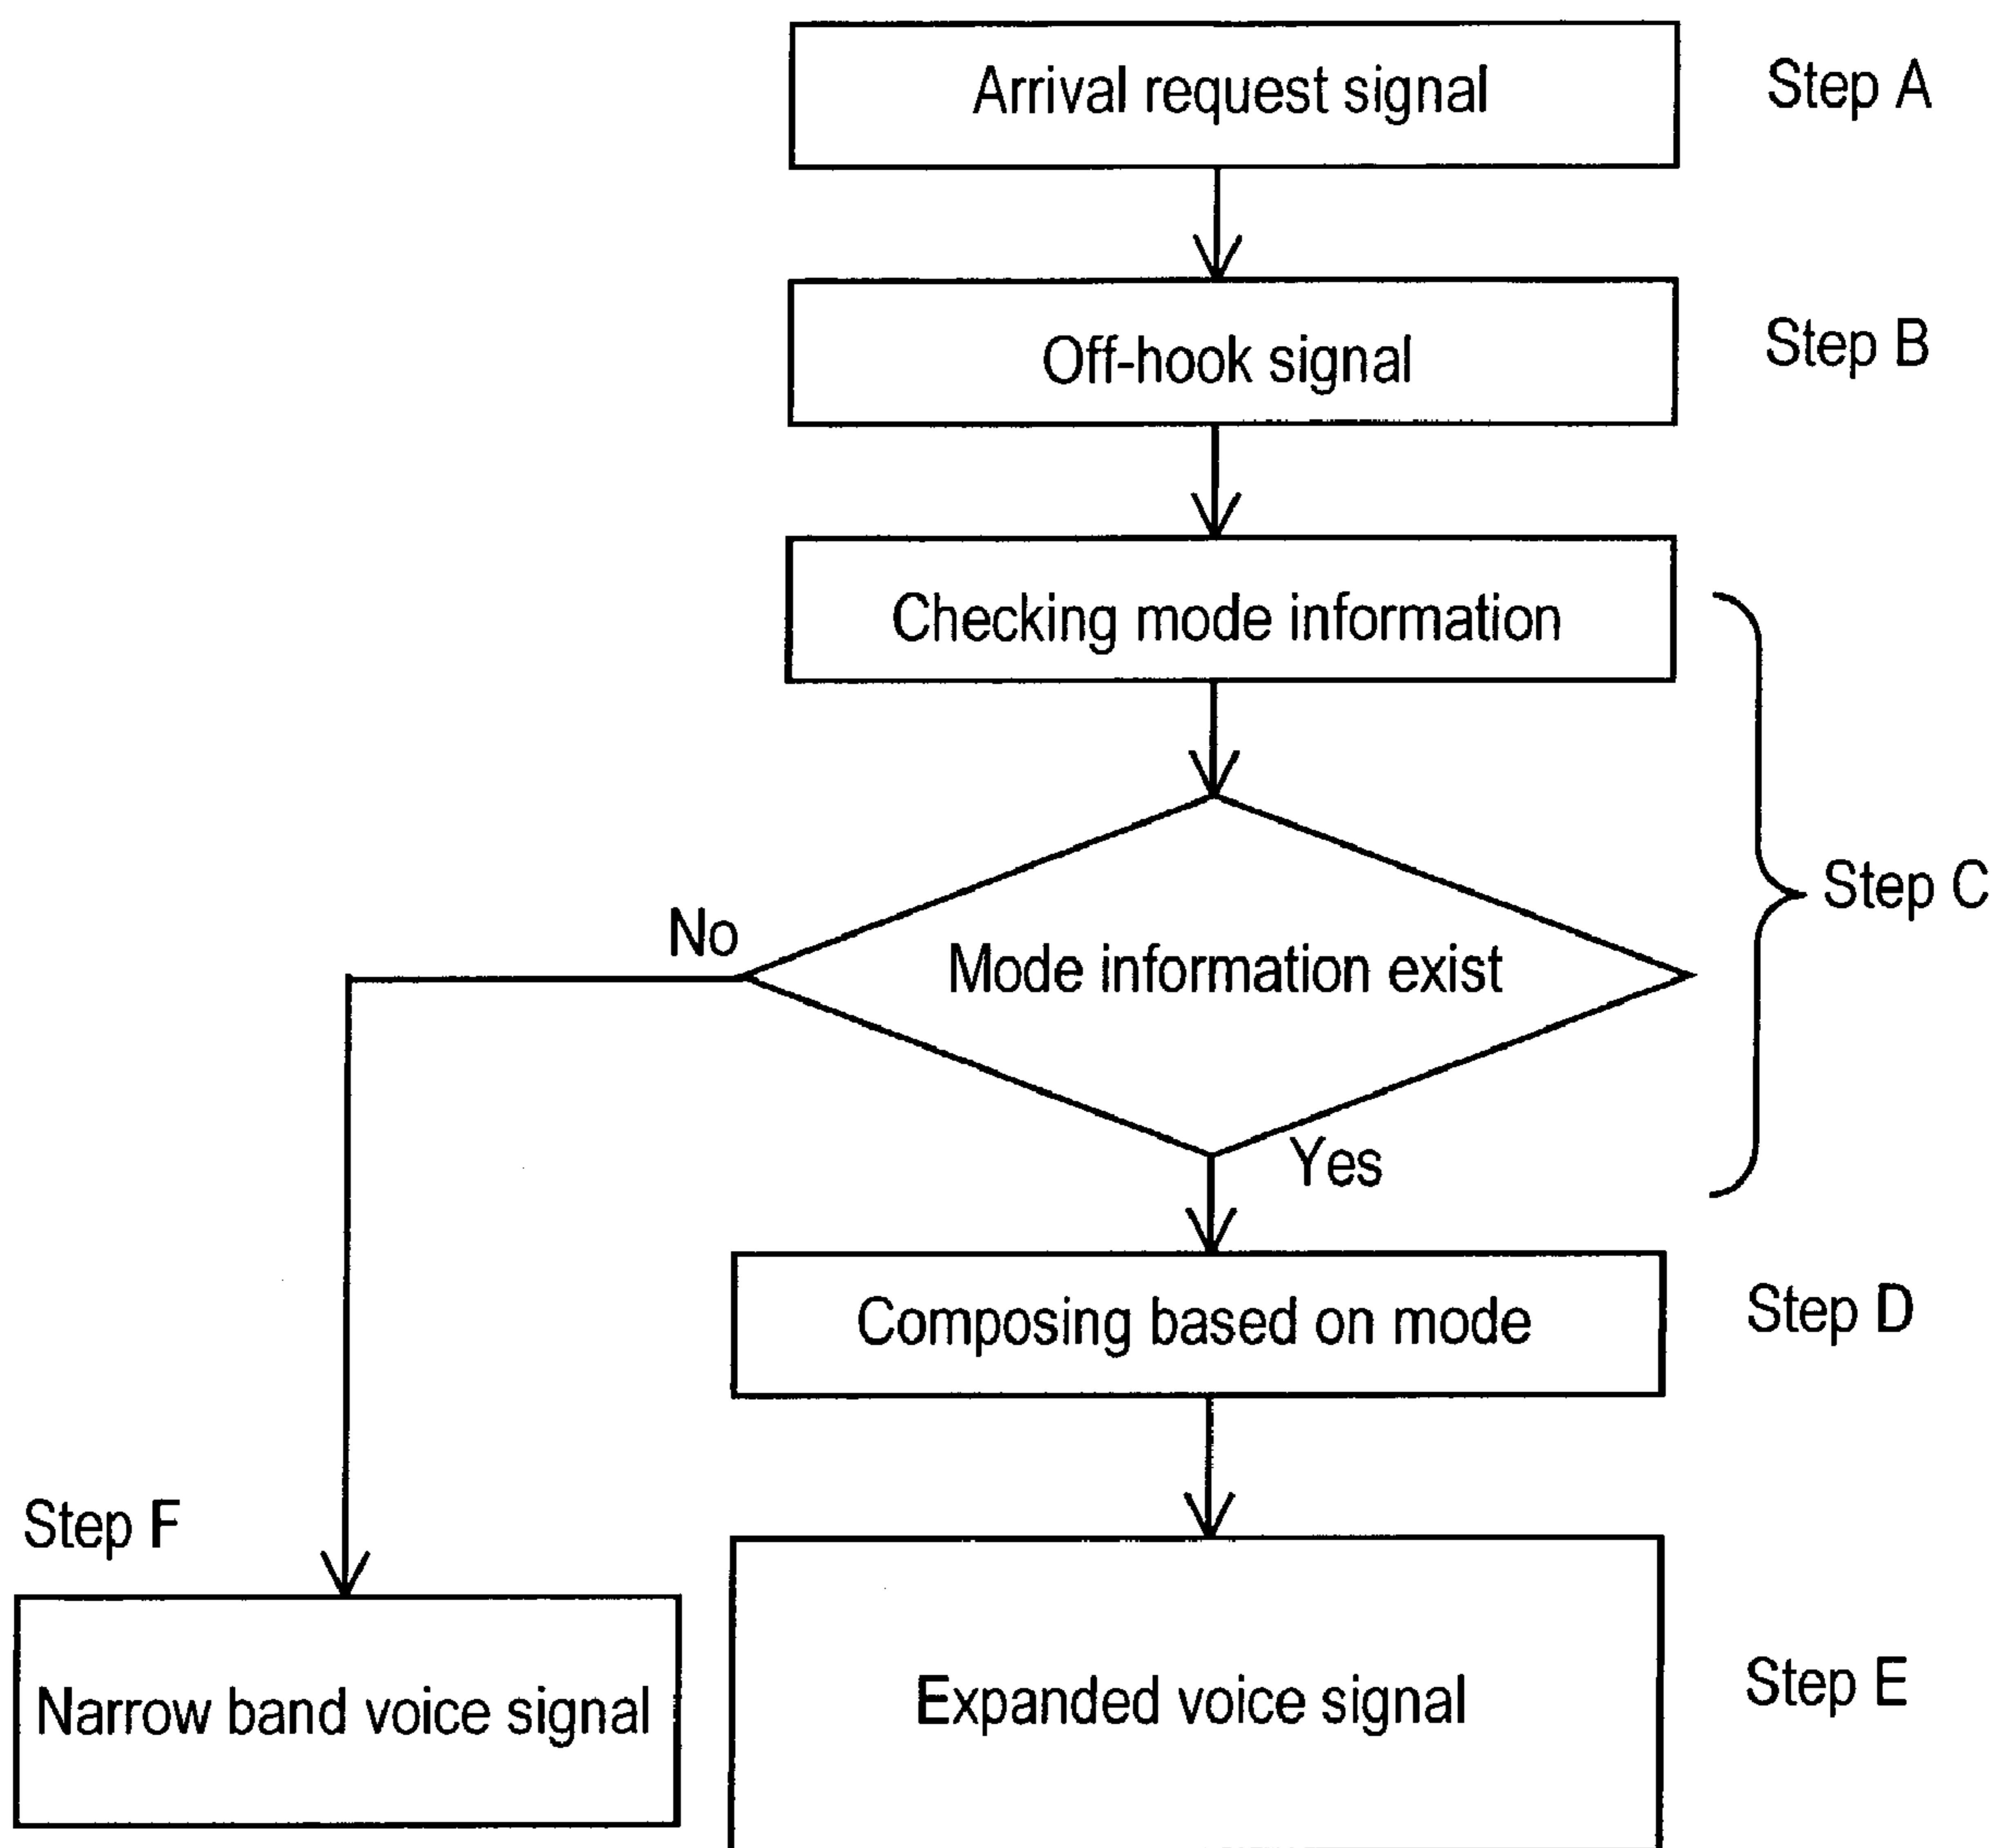 Arrival request signal
Step A
Off-hook signal
Step B
Checking mode information
Step C
No
Mode information exist
Yes
Composing based on mode
Step D
Step F
Narrow band voice signal
Expanded voice signal
Step E